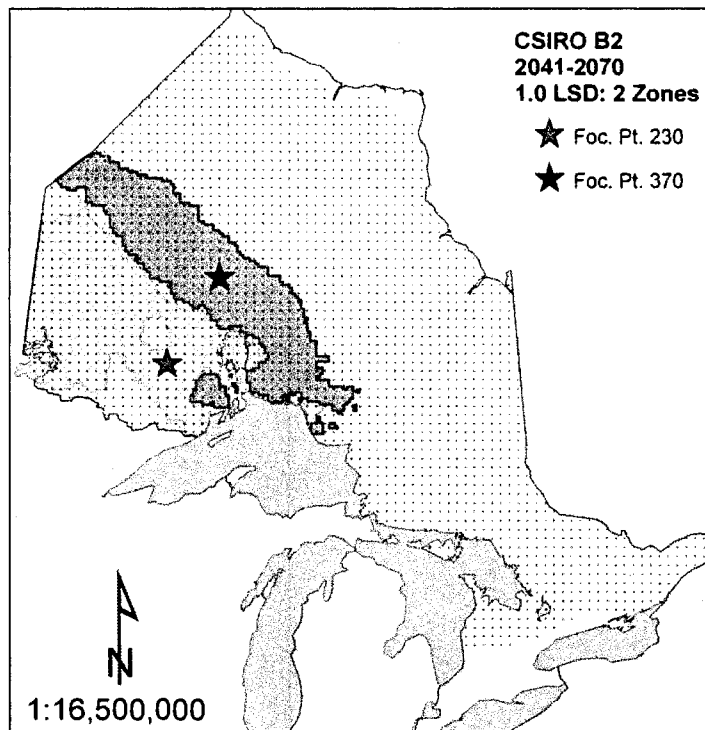 CSIRO B2
2041-2070
1.0 LSD: 2 Zones
Foc. Pt. 230
Foc. Pt. 370
N
1:16,500,000